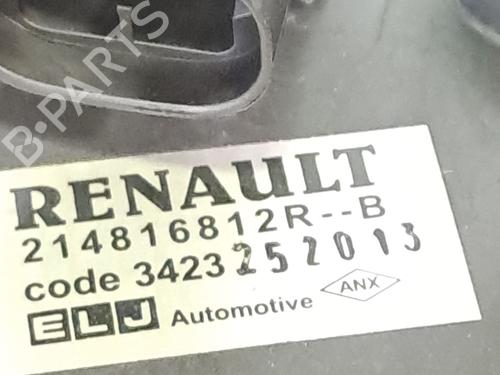 B-PARTS
RENAULT
214816812R--B
code 3423 252013
ELJ Automotive ANX